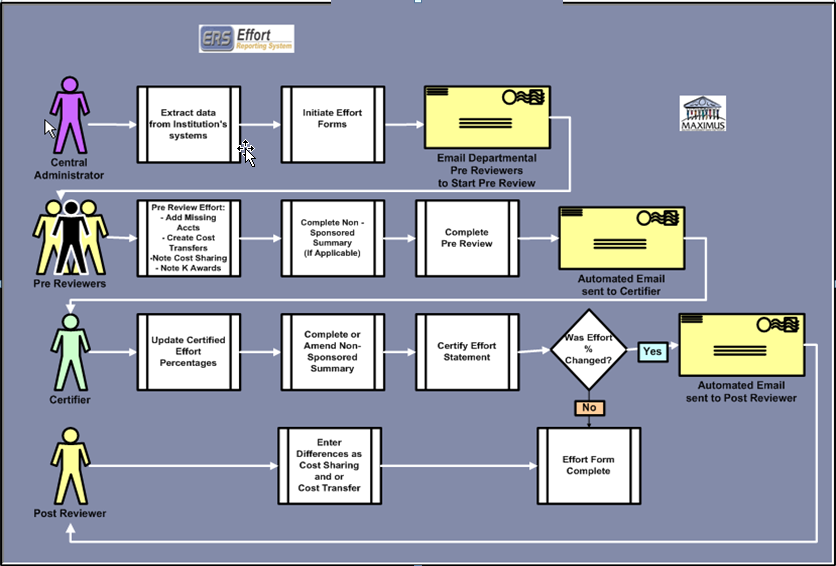 ERS Effort
Reporting System
Extract data
from Institution's
systems
Initiate Effort
Forms
MAXIMUS
Central
Administrator
Email Departmental
Pre Reviewers
to Start Pre Review
Pre Review Effort:
- Add Missing
Accts
- Create Cost
Transfers
-Note Cost Sharing
- Note K Awards
Complete Non -
Sponsored
Summary
(If Applicable)
Complete
Pre Review
Pre Reviewers
Automated Email
sent to Certifier
Update Certified
Effort
Percentages
Complete or
Amend Non-
Sponsored
Summary
Certify Effort
Statement
Was Effort
%
Changed?
Yes
Certifier
Automated Email
sent to Post Reviewer
No
Enter
Differences as
Cost Sharing
and or
Cost Transfer
Effort Form
Complete
Post Reviewer